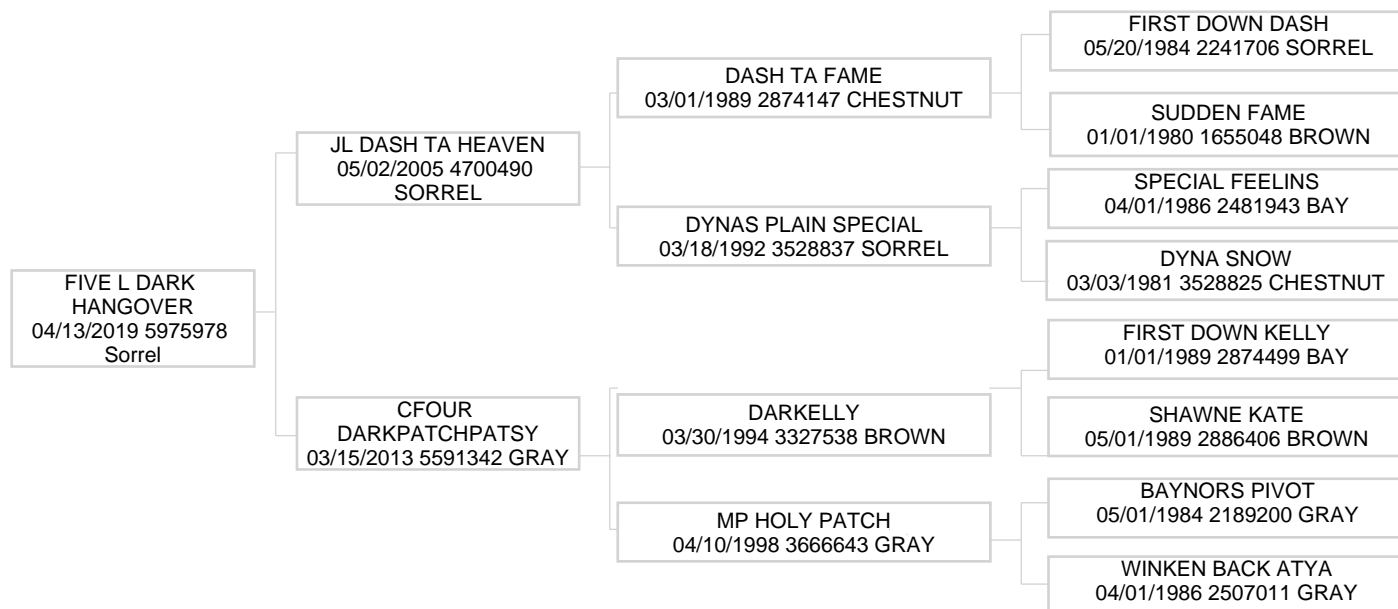 FIVE L DARK
HANGOVER
04/13/2019 5975978
Sorrel
JL DASH TA HEAVEN
05/02/2005 4700490
SORREL
CFOUR
DARKPATCHPATSY
03/15/2013 5591342 GRAY
DASH TA FAME
03/01/1989 2874147 CHESTNUT
DYNAS PLAIN SPECIAL
03/18/1992 3528837 SORREL
DARKELLY
03/30/1994 3327538 BROWN
MP HOLY PATCH
04/10/1998 3666643 GRAY
FIRST DOWN DASH
05/20/1984 2241706 SORREL
SUDDEN FAME
01/01/1980 1655048 BROWN
SPECIAL FEELINS
04/01/1986 2481943 BAY
DYNA SNOW
03/03/1981 3528825 CHESTNUT
FIRST DOWN KELLY
01/01/1989 2874499 BAY
SHAWNE KATE
05/01/1989 2886406 BROWN
BAYNORS PIVOT
05/01/1984 2189200 GRAY
WINKEN BACK ATYA
04/01/1986 2507011 GRAY